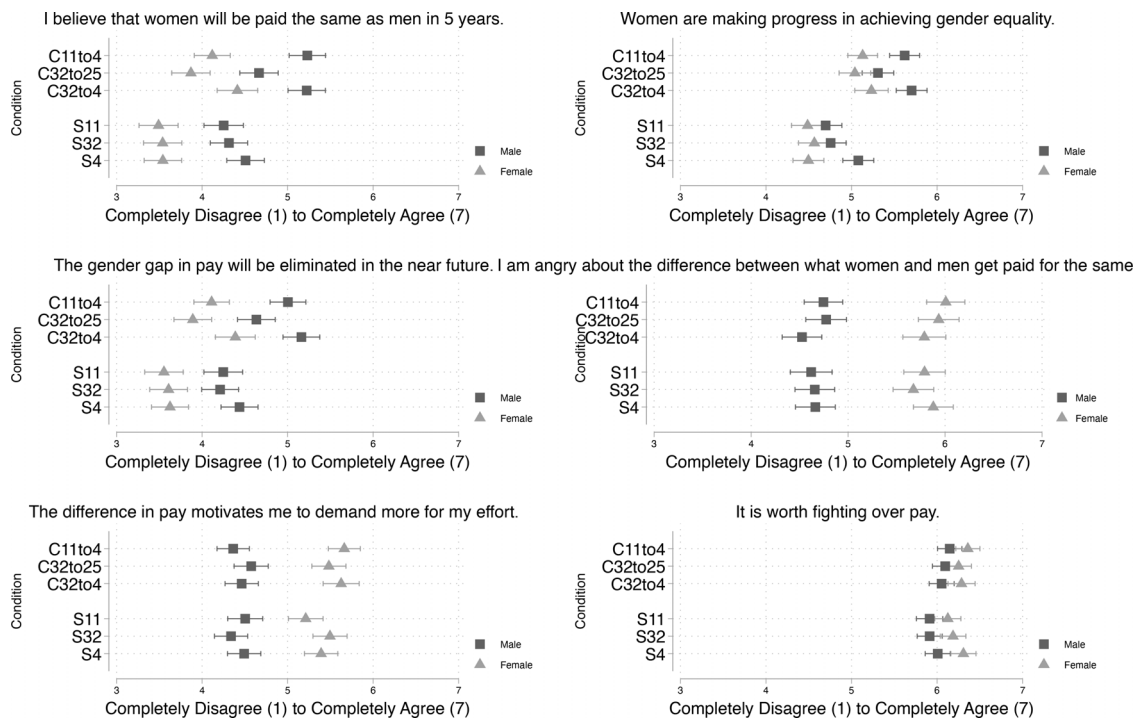 I believe that women will be paid the same as men in 5 years.
Condition
C11to4
C32to25
C32to4
S11
S32
S4
Male
Female
3 4 5 6 7
Completely Disagree (1) to Completely Agree (7)
Women are making progress in achieving gender equality.
Condition
C11to4
C32to25
C32to4
S11
S32
S4
Male
Female
3 4 5 6 7
Completely Disagree (1) to Completely Agree (7)
The gender gap in pay will be eliminated in the near future.
Condition
C11to4
C32to25
C32to4
S11
S32
S4
Male
Female
3 4 5 6 7
Completely Disagree (1) to Completely Agree (7)
I am angry about the difference between what women and men get paid for the same
Condition
C11to4
C32to25
C32to4
S11
S32
S4
Male
Female
3 4 5 6 7
Completely Disagree (1) to Completely Agree (7)
The difference in pay motivates me to demand more for my effort.
Condition
C11to4
C32to25
C32to4
S11
S32
S4
Male
Female
3 4 5 6 7
Completely Disagree (1) to Completely Agree (7)
It is worth fighting over pay.
Condition
C11to4
C32to25
C32to4
S11
S32
S4
Male
Female
3 4 5 6 7
Completely Disagree (1) to Completely Agree (7)